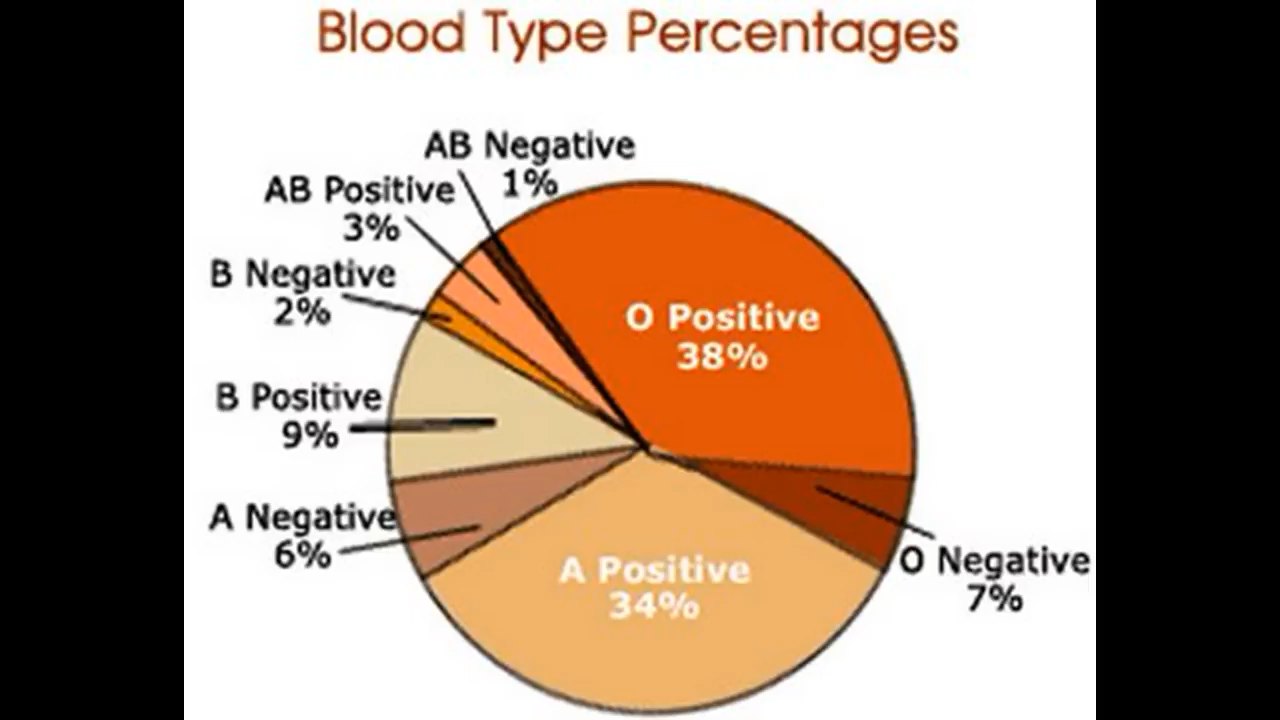 Blood Type Percentages
AB Negative
1%
AB Positive
3%
B Negative
2%
O Positive
38%
B Positive
9%
A Negative
6%
A Positive
34%
O Negative
7%